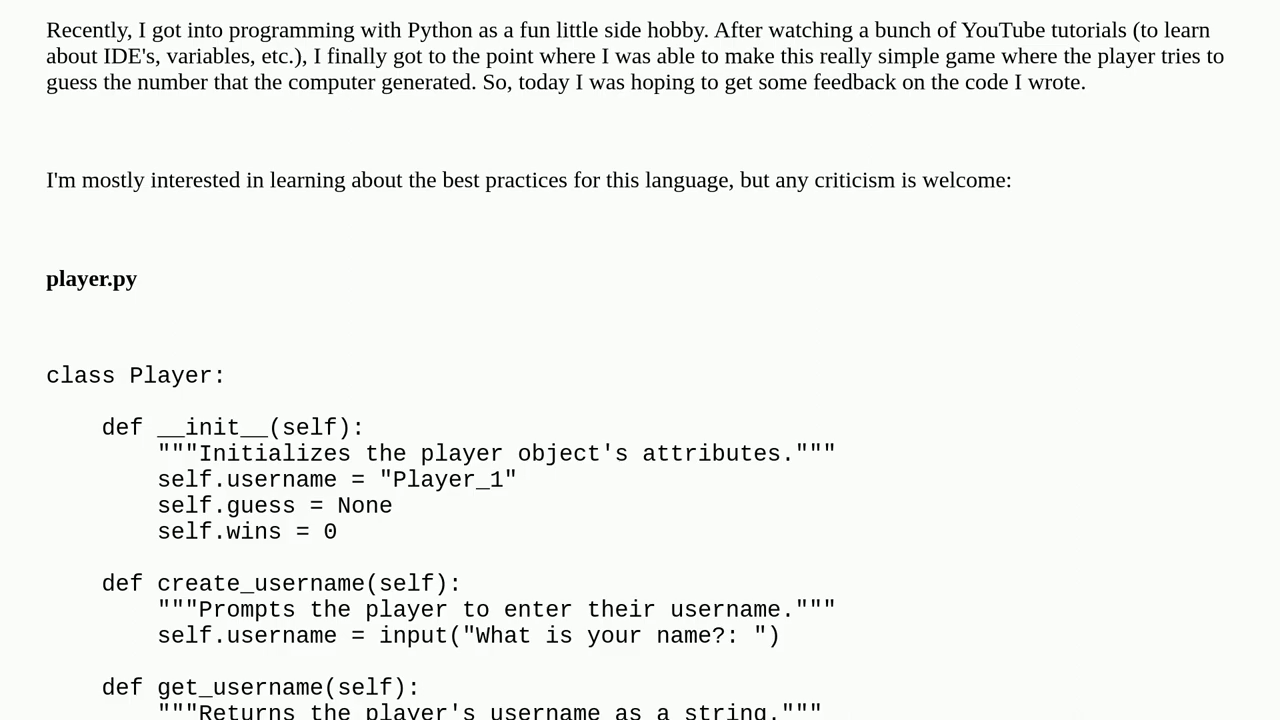 Recently, I got into programming with Python as a fun little side hobby. After watching a bunch of YouTube tutorials (to learn
about IDE's, variables, etc.), I finally got to the point where I was able to make this really simple game where the player tries to
guess the number that the computer generated. So, today I was hoping to get some feedback on the code I wrote.
I'm mostly interested in learning about the best practices for this language, but any criticism is welcome:
player.py
class Player:
    def __init__(self):
        """Initializes the player object's attributes."""
        self.username = "Player_1"
        self.guess = None
        self.wins = 0
    def create_username(self):
        """Prompts the player to enter their username."""
        self.username = input("What is your name?: ")
    def get_username(self):
        """Returns the player's username as a string."""